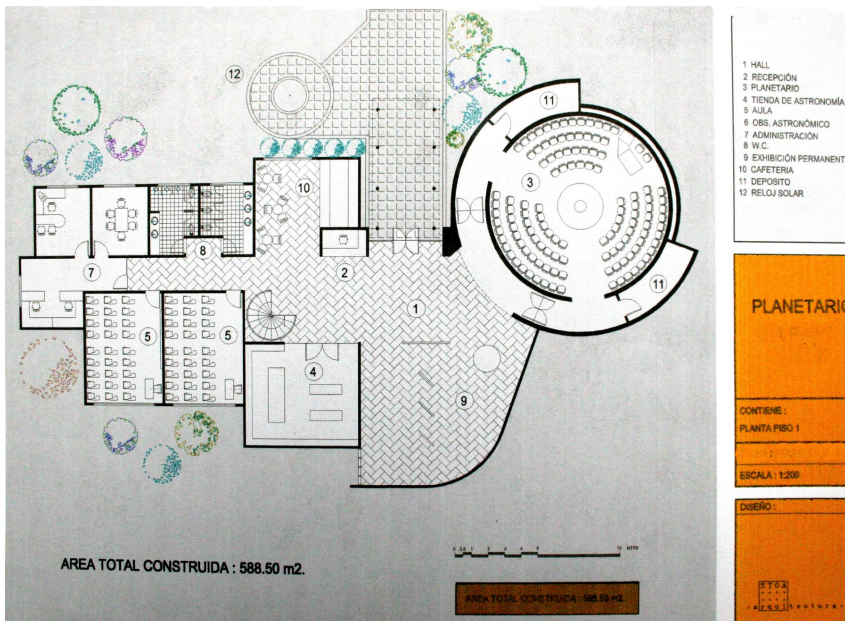 1 HALL
2 RECEPCIÓN
3 PLANETARIO
4 TIENDA DE ASTRONOMÍA
5 AULA
6 OBS. ASTRONÓMICO
7 ADMINISTRACIÓN
8 W.C.
9 EXHIBICIÓN PERMANENT
10 CAFETERIA
11 DEPOSITO
12 RELOJ SOLAR
12
11
3
10
8
7
2
11
1
5
5
4
9
PLANETARIO
CONTIENE :
PLANTA PISO 1
ESCALA : 1:200
DISEÑO :
AREA TOTAL CONSTRUIDA : 588.50 m2.
AREA TOTAL CONSTRUIDA : 588.50 m2.
ETOA
arquitectura